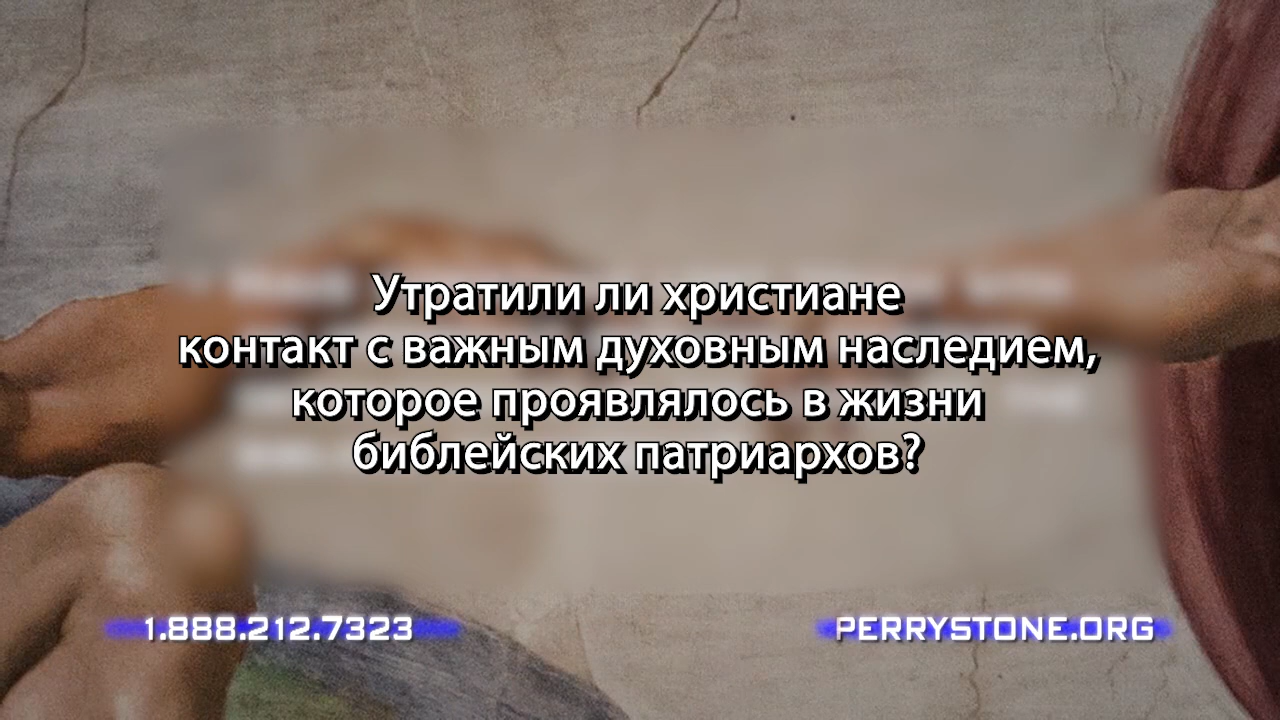 Утратили ли христиане
контакт с важным духовным наследием,
которое проявлялось в жизни
библейских патриархов?
1.888.212.7323
PERRYSTONE.ORG